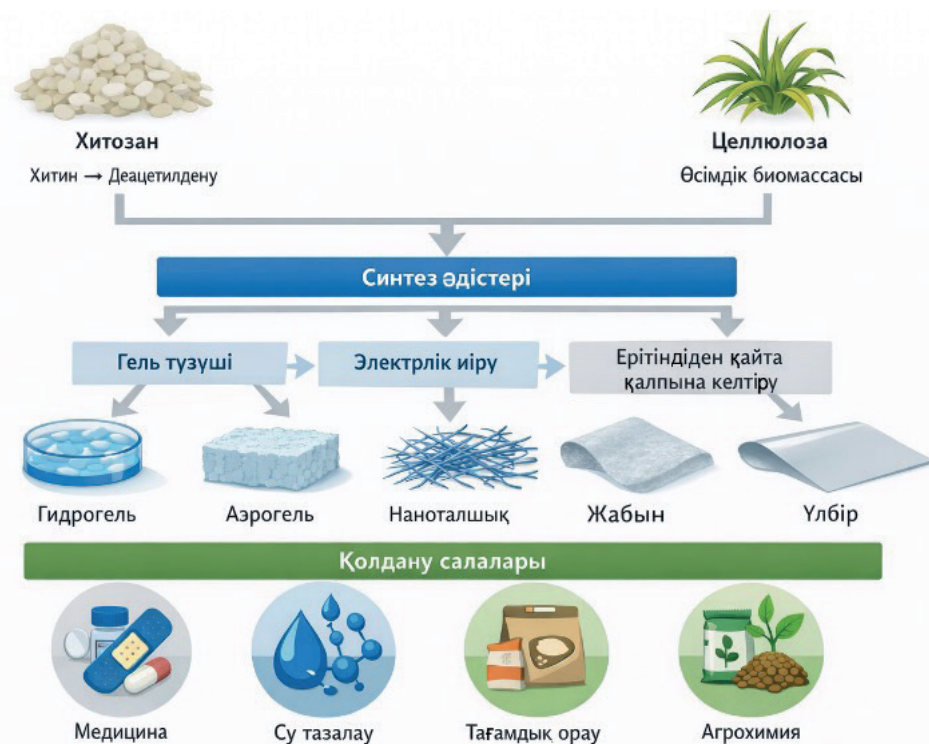 Хитозан
Хитин → Деацетилдену
Целлюлоза
Өсімдік биомассасы
Синтез әдістері
Гель түзуші
Электрлік иіру
Ерітіндіден қайта
қалпына келтіру
Гидрогель
Аэрогель
Наноталшық
Жабын
Үлбір
Қолдану салалары
Медицина
Су тазалау
Тағамдық орау
Агрохимия